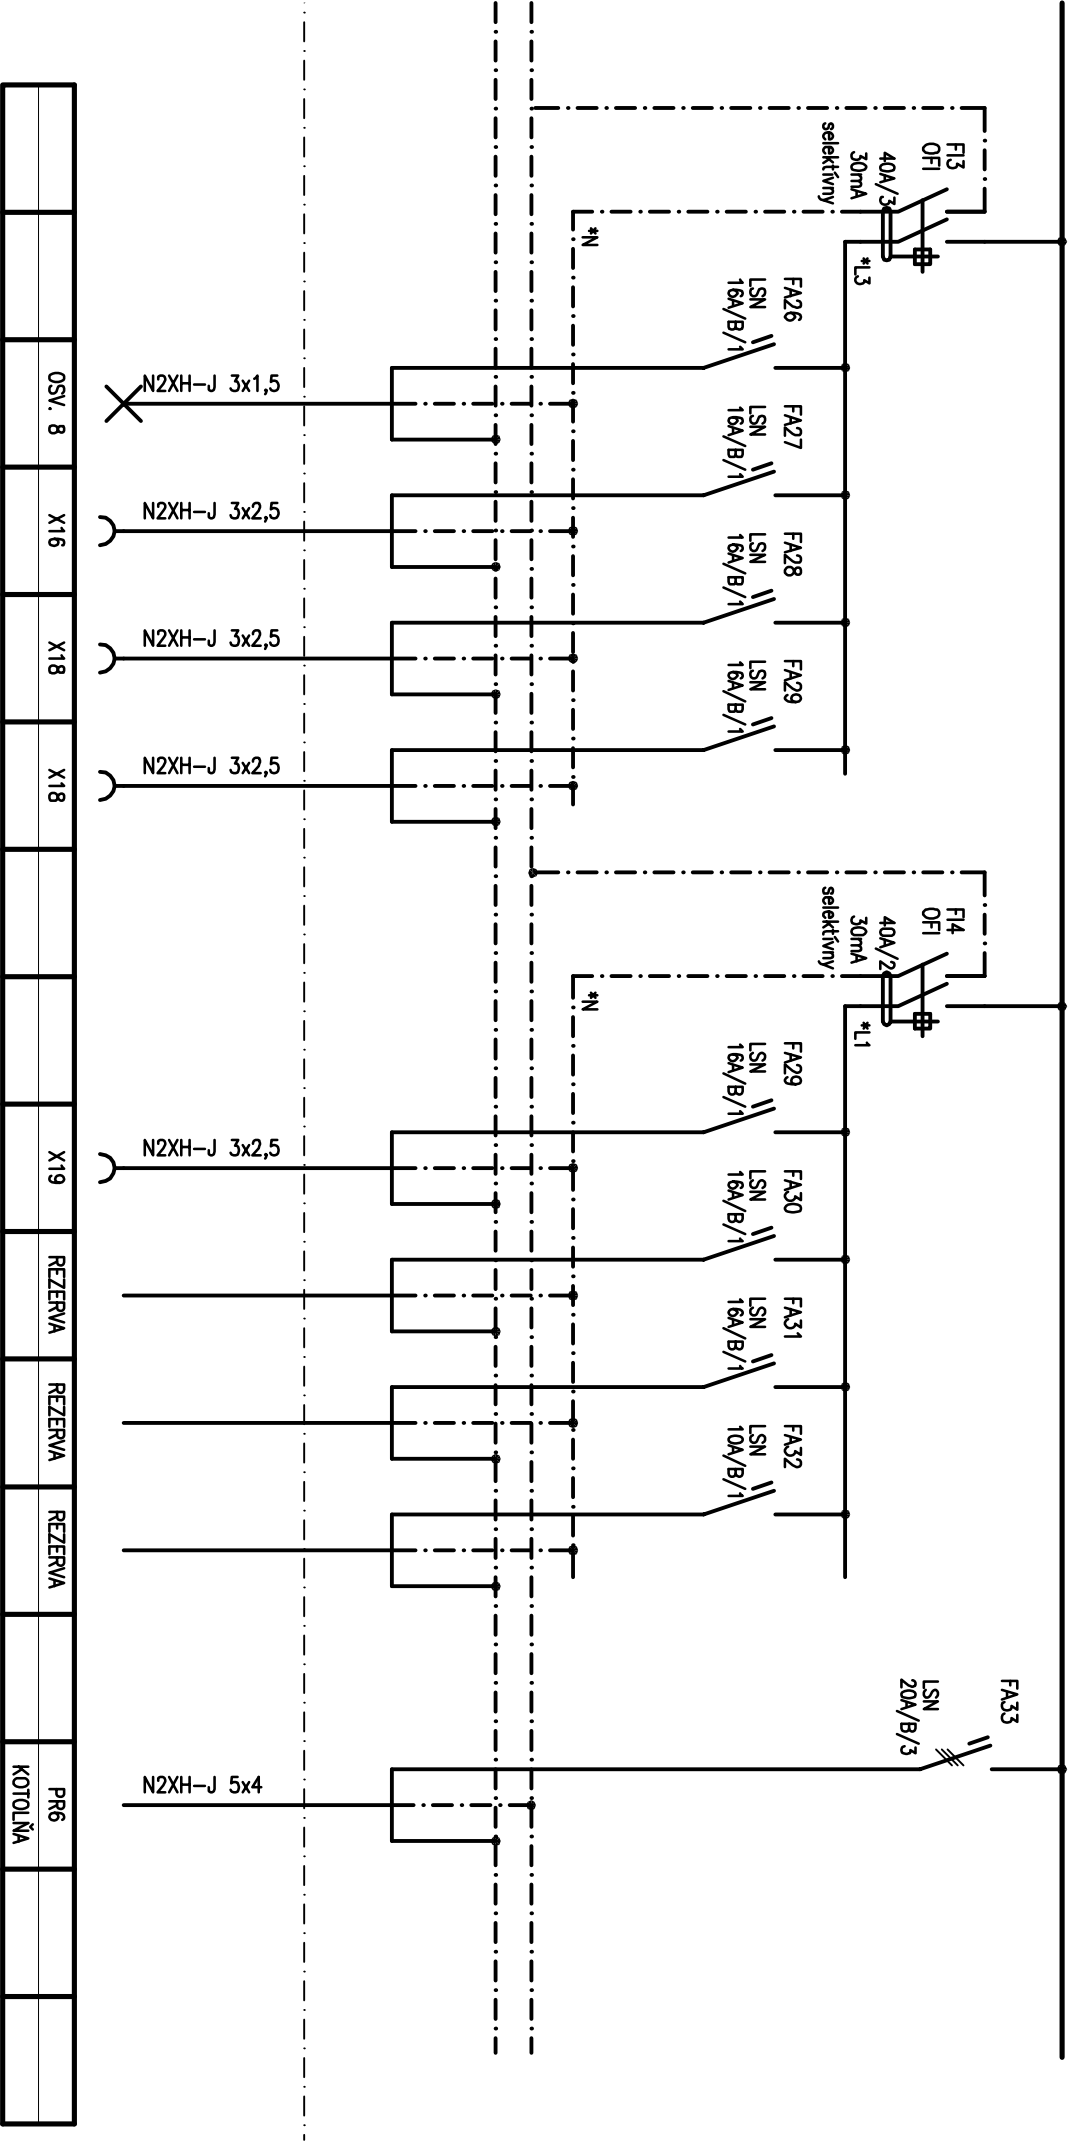 FI3
OFI
40A/3
30mA
selektívny
*N
*L3
FA26
LSN
16A/B/1
FA27
LSN
16A/B/1
FA28
LSN
16A/B/1
FA29
LSN
16A/B/1
FI4
OFI
40A/2
30mA
selektívny
*N
*L1
FA29
LSN
16A/B/1
FA30
LSN
16A/B/1
FA31
LSN
16A/B/1
FA32
LSN
10A/B/1
FA33
LSN
20A/B/3
N2XH-J 3x1,5
N2XH-J 3x2,5
N2XH-J 3x2,5
N2XH-J 3x2,5
N2XH-J 3x2,5
N2XH-J 5x4
OSV. 8
X16
X18
X18
X19
REZERVA
REZERVA
REZERVA
PR6
KOTOLŇA